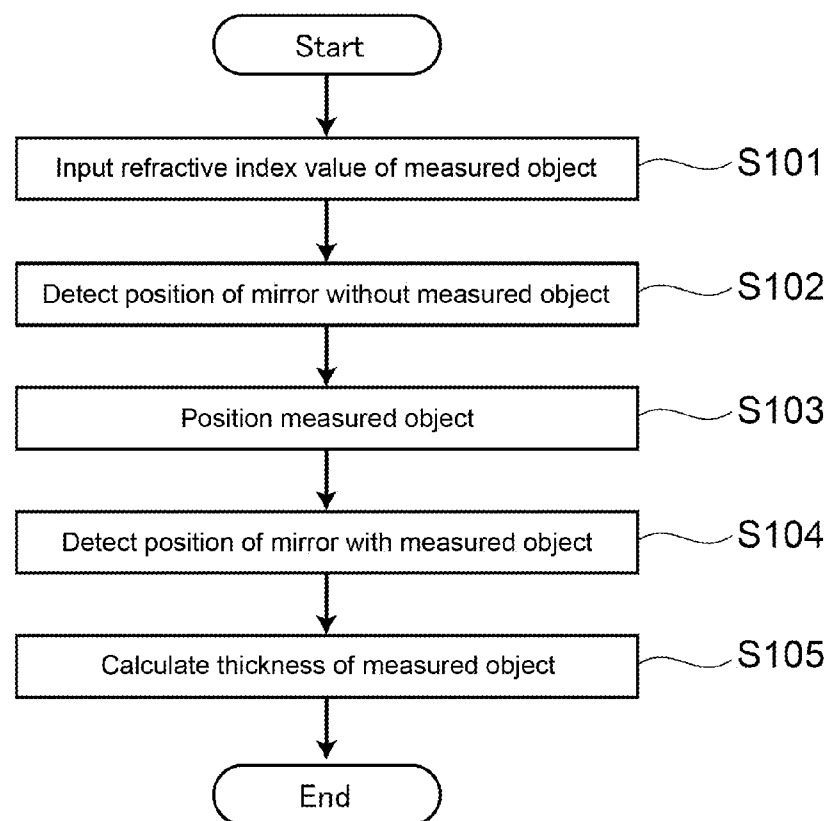 Start
Input refractive index value of measured object
S101
Detect position of mirror without measured object
S102
Position measured object
S103
Detect position of mirror with measured object
S104
Calculate thickness of measured object
S105
End